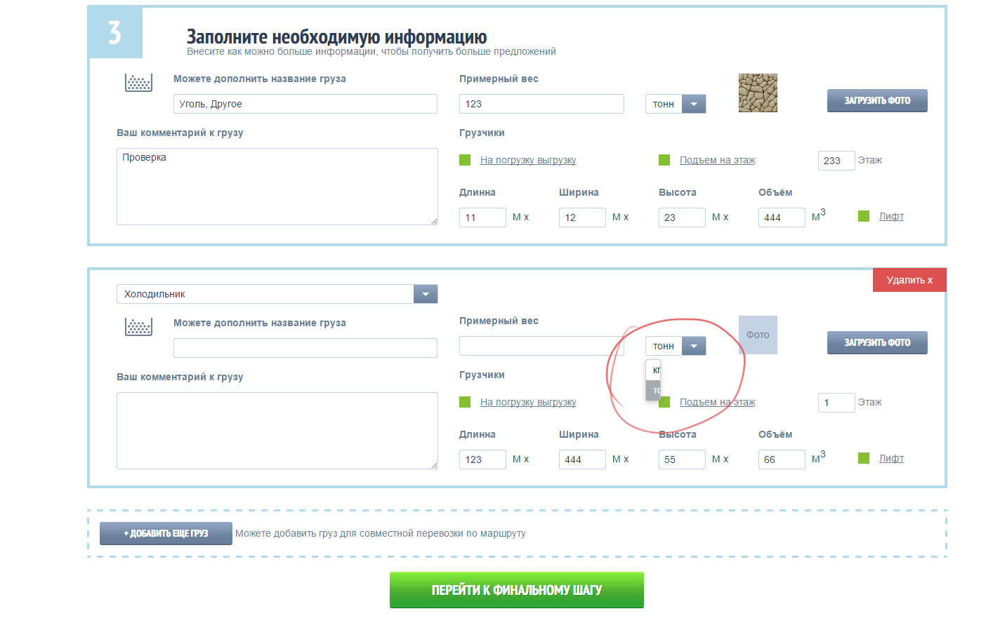 3
Заполните необходимую информацию
Внесите как можно больше информации, чтобы получить больше предложений
Можете дополнить название груза
Примерный вес
Уголь, Другое
123
тонн
ЗАГРУЗИТЬ ФОТО
Ваш комментарий к грузу
Грузчики
Проверка
На погрузку выгрузку
Подъем на этаж
233 Этаж
Длинна
Ширина
Высота
Объём
11 М х
12 М х
23 М х
444 М3
Лифт
Удалить x
Холодильник
Можете дополнить название груза
Примерный вес
тонн
Фото
ЗАГРУЗИТЬ ФОТО
кг
то
Ваш комментарий к грузу
Грузчики
На погрузку выгрузку
Подъем на этаж
1 Этаж
Длинна
Ширина
Высота
Объём
123 М х
444 М х
55 М х
66 М3
Лифт
+ ДОБАВИТЬ ЕЩЕ ГРУЗ Можете добавить груз для совместной перевозки по маршруту
ПЕРЕЙТИ К ФИНАЛЬНОМУ ШАГУ